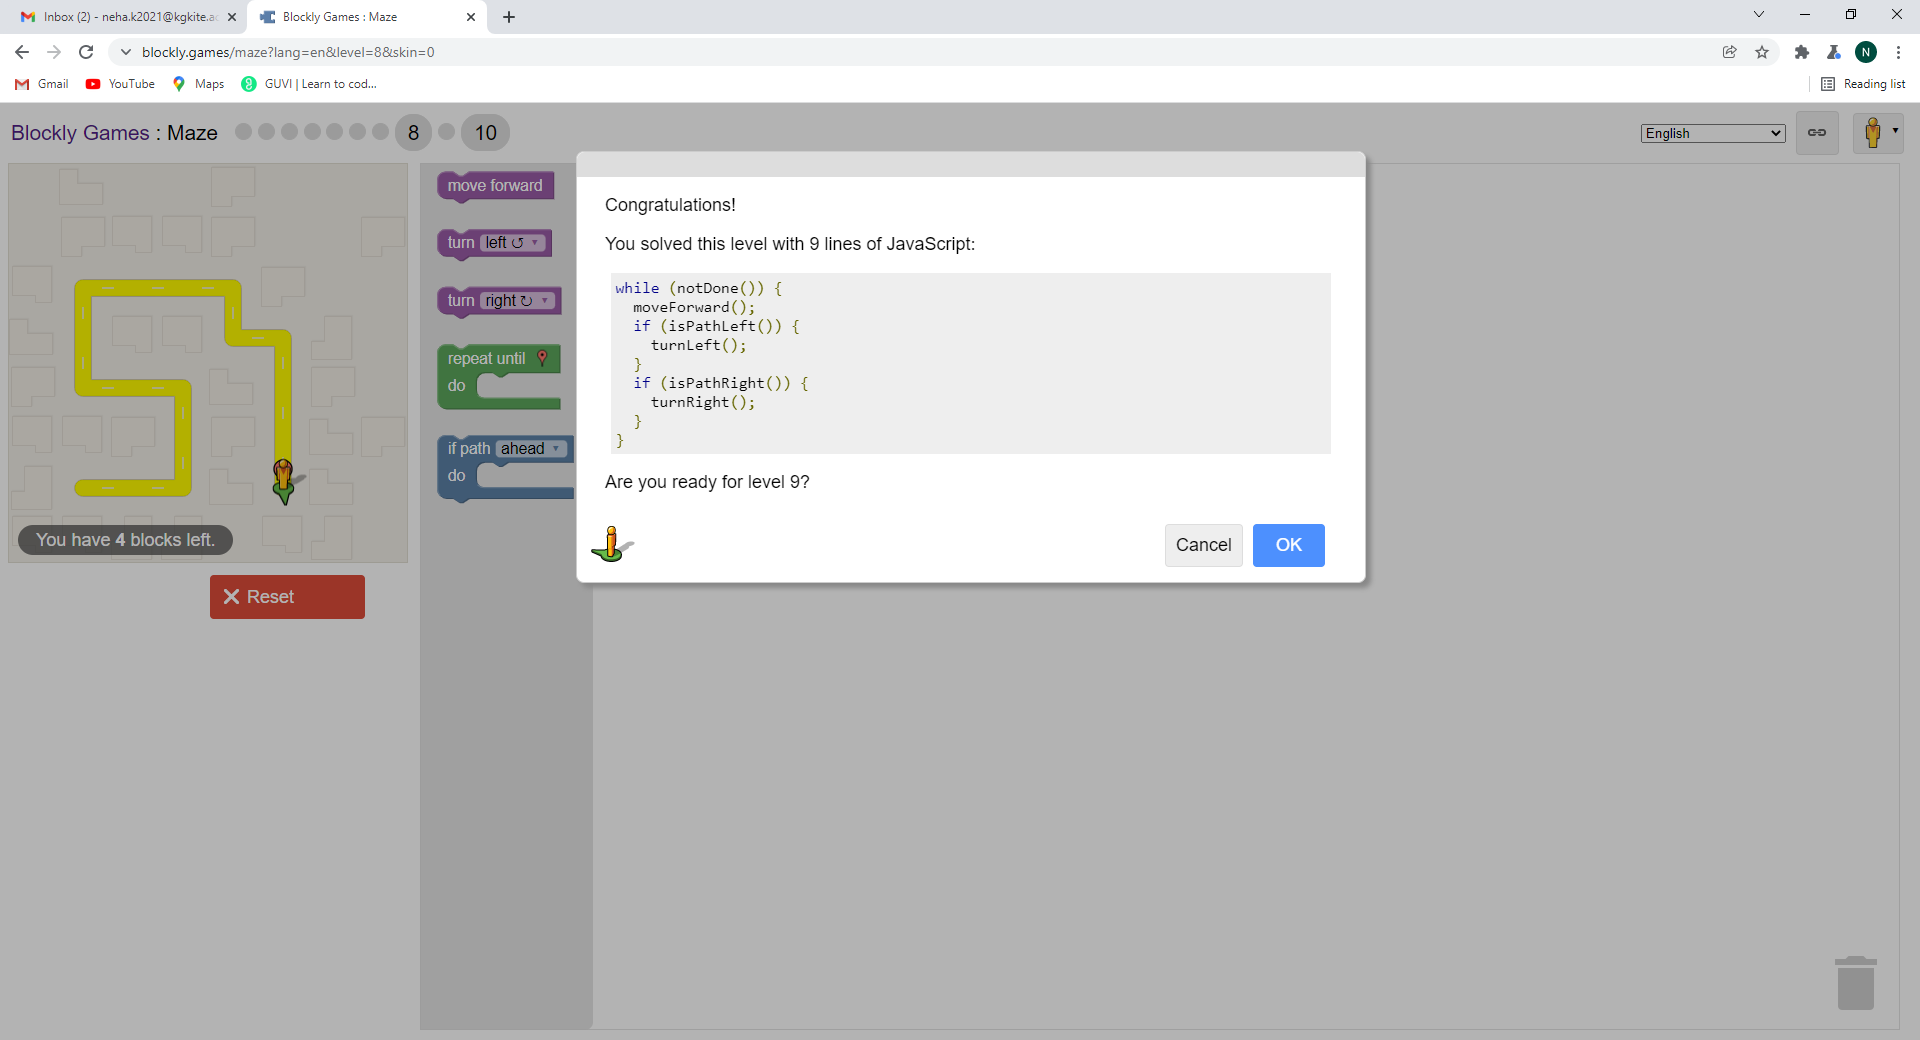 Inbox (2) - neha.k2021@kgkite.ac
Blockly Games : Maze
blockly.games/maze?lang=en&level=8&skin=0
N
Gmail
YouTube
Maps
GUVI | Learn to cod...
Reading list
Blockly Games : Maze
8
10
English
move forward
turn left ↺
turn right ↻
repeat until
do
if path ahead
do
You have 4 blocks left.
Reset
Congratulations!
You solved this level with 9 lines of JavaScript:
while (notDone()) {
  moveForward();
  if (isPathLeft()) {
    turnLeft();
  }
  if (isPathRight()) {
    turnRight();
  }
}
Are you ready for level 9?
Cancel
OK